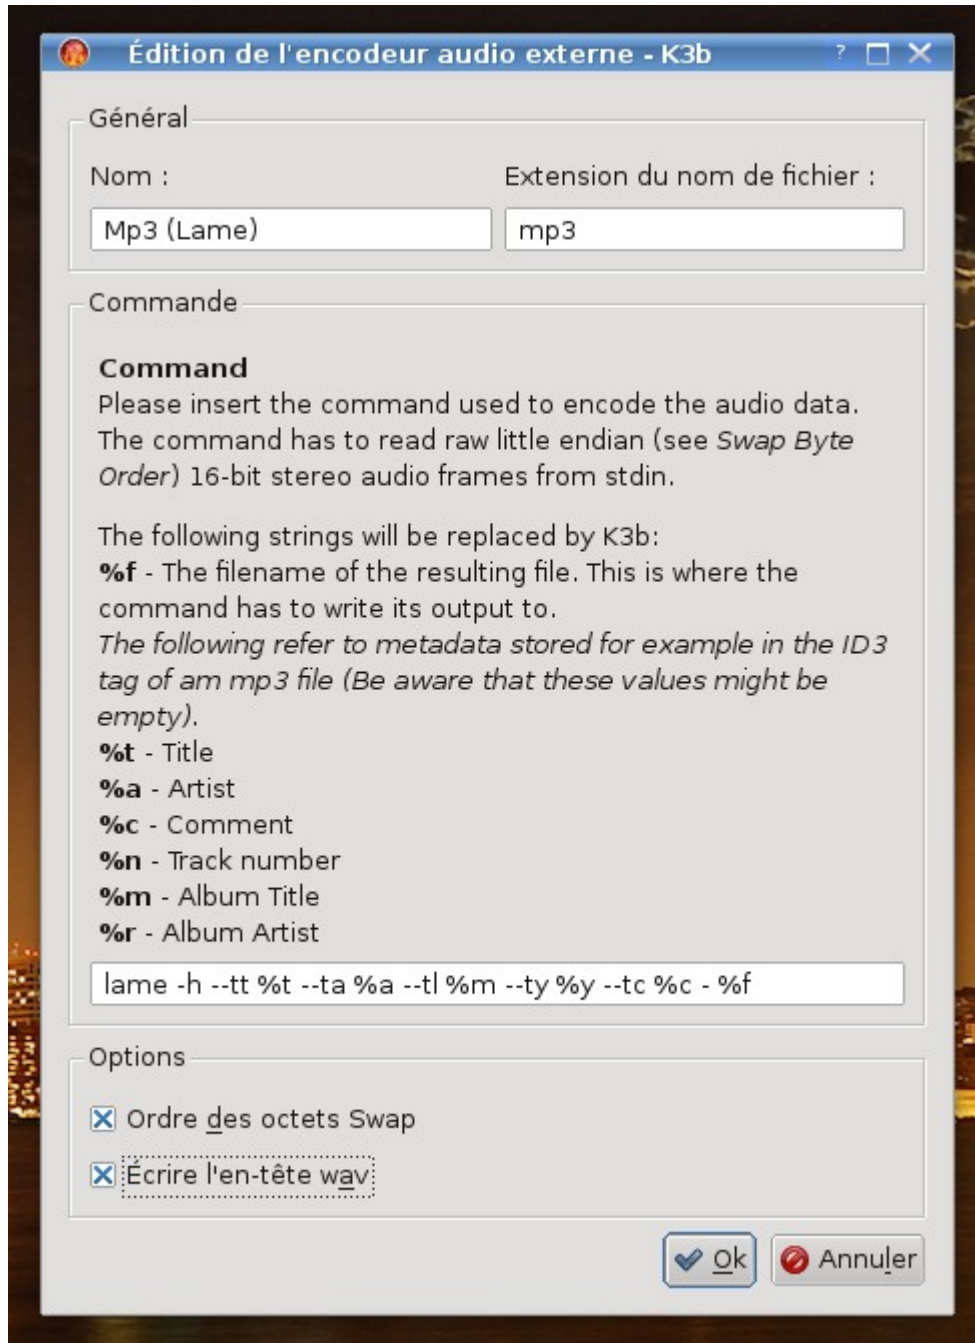 Édition de l'encodeur audio externe - K3b
?
Général
Nom :
Extension du nom de fichier :
Mp3 (Lame)
mp3
Commande
Command
Please insert the command used to encode the audio data.
The command has to read raw little endian (see Swap Byte
Order) 16-bit stereo audio frames from stdin.
The following strings will be replaced by K3b:
%f - The filename of the resulting file. This is where the
command has to write its output to.
The following refer to metadata stored for example in the ID3
tag of am mp3 file (Be aware that these values might be
empty).
%t - Title
%a - Artist
%c - Comment
%n - Track number
%m - Album Title
%r - Album Artist
lame -h --tt %t --ta %a --tl %m --ty %y --tc %c - %f
Options
Ordre des octets Swap
Écrire l'en-tête wav
Ok
Annuler